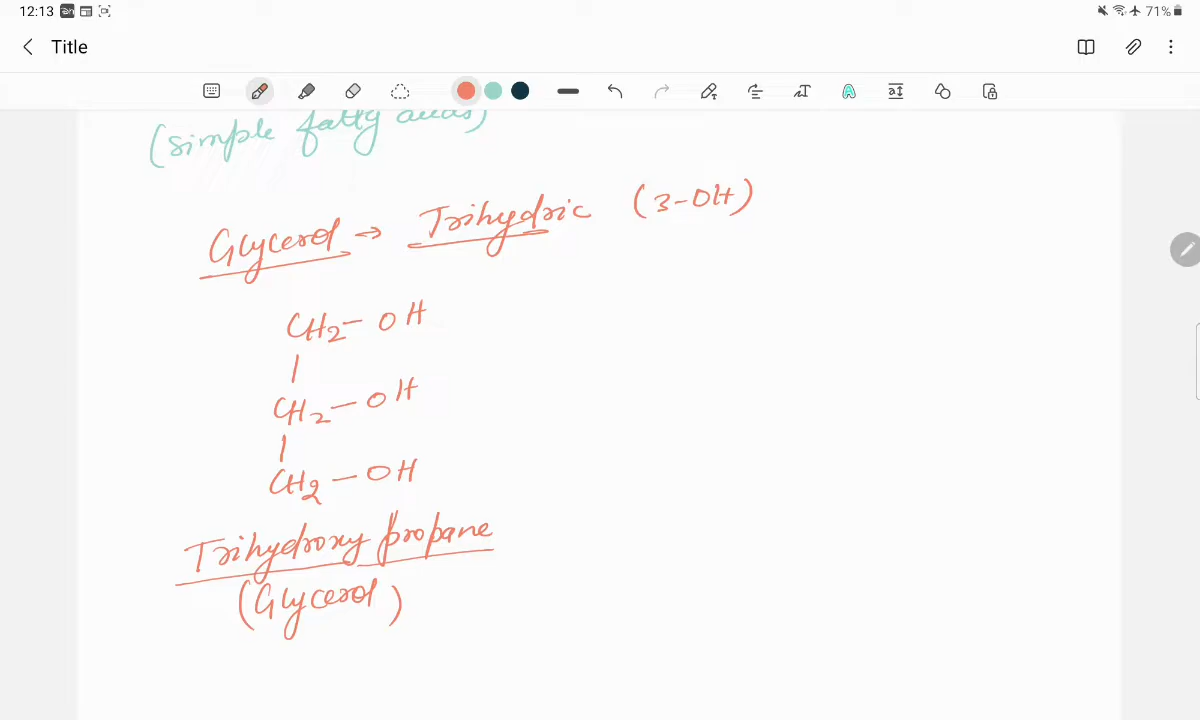 12:13
71%
Title
(simple fatty acids)
Glycerol → Trihydric (3-OH)
CH2 - OH
|
CH2 - OH
|
CH2 - OH
Trihydroxy propane
(Glycerol)